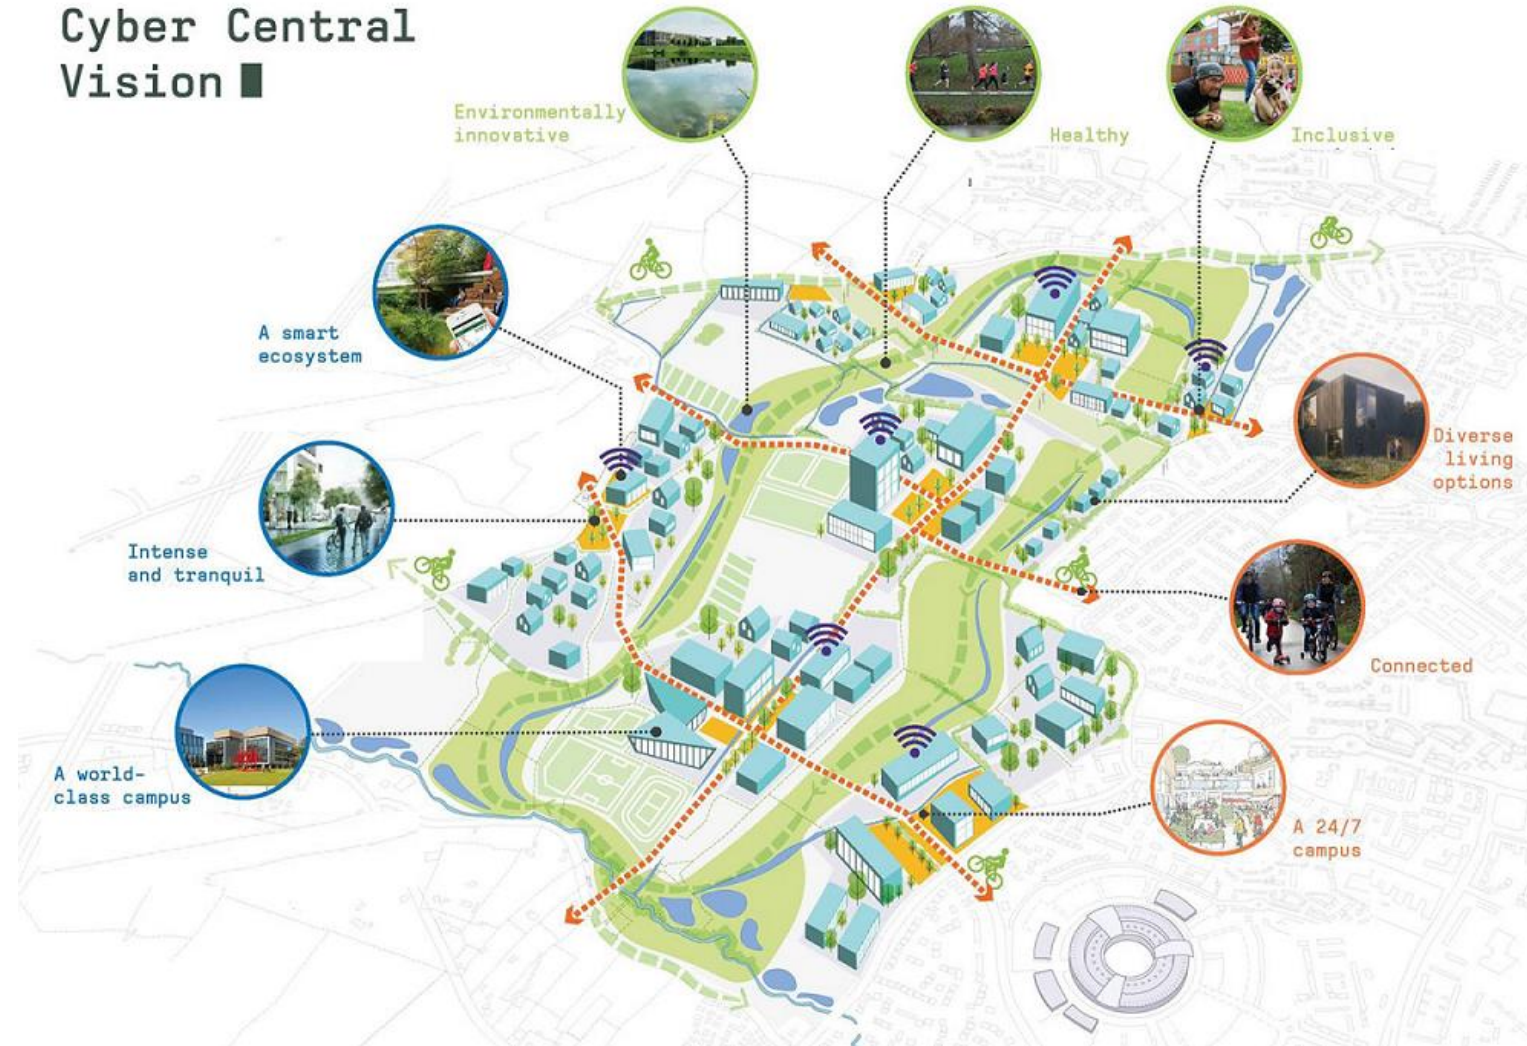 Cyber Central
Vision
Environmentally
innovative
Healthy
Inclusive
A smart
ecosystem
Diverse
living
options
Intense
and tranquil
Connected
A world-
class campus
A 24/7
campus